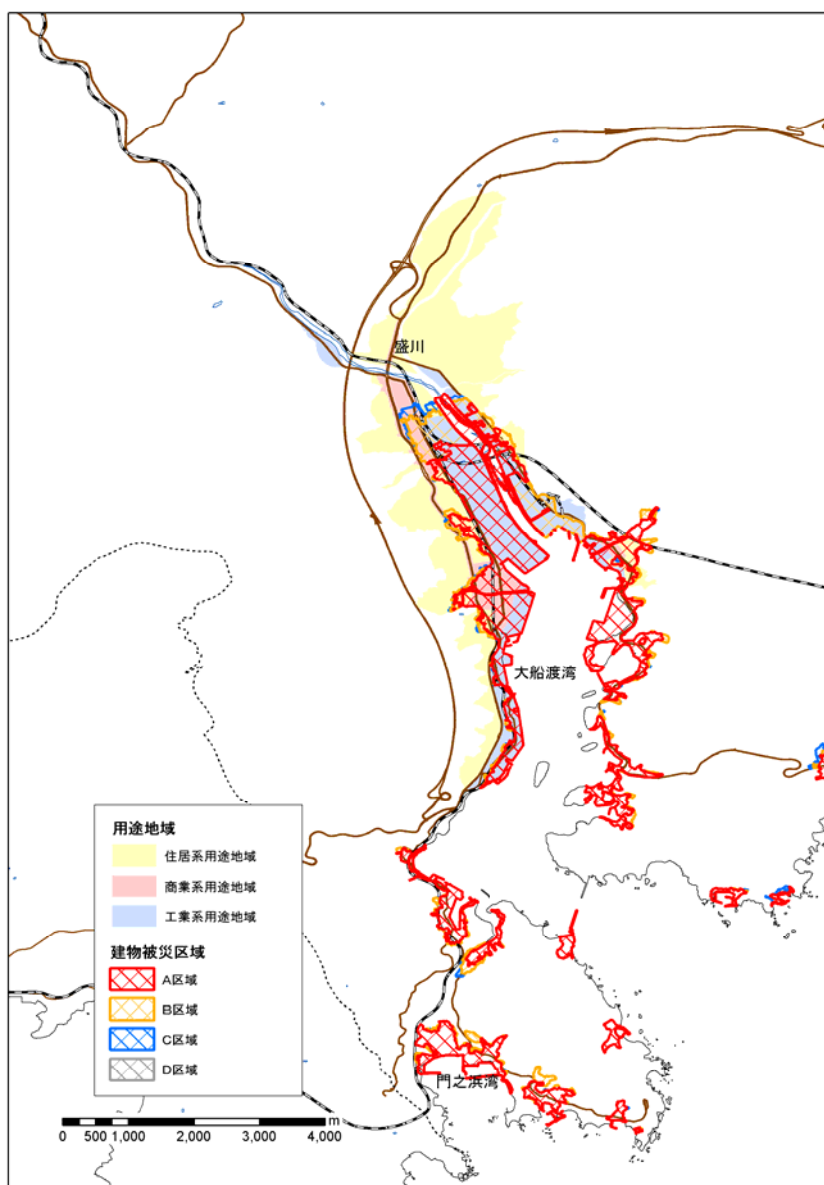 盛川
大船渡湾
門之浜湾
用途地域
住居系用途地域
商業系用途地域
工業系用途地域
建物被災区域
A区域
B区域
C区域
D区域
m
0 500 1,000 2,000 3,000 4,000